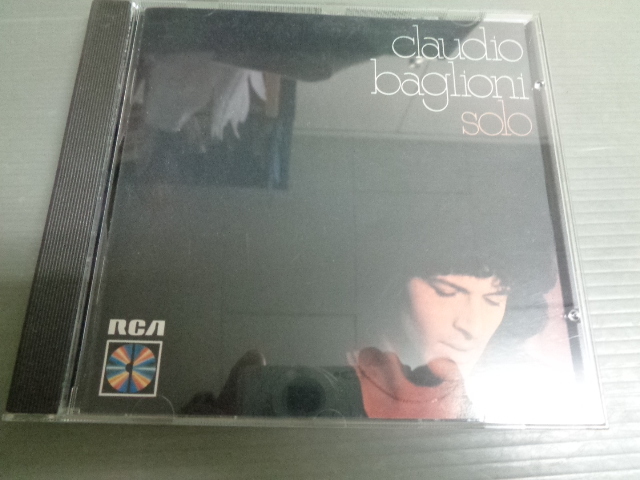 claudio
baglioni
solo
RCA